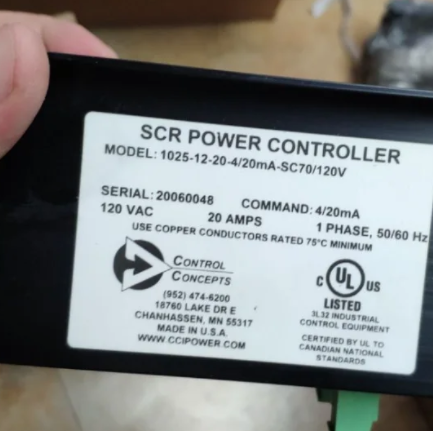 SCR POWER CONTROLLER
MODEL: 1025-12-20-4/20mA-SC70/120V
SERIAL: 20060048 COMMAND: 4/20mA
120 VAC 20 AMPS 1 PHASE, 50/60 Hz
USE COPPER CONDUCTORS RATED 75°C MINIMUM
CONTROL
CONCEPTS
(952) 474-6200
18760 LAKE DR E
CHANHASSEN, MN 55317
MADE IN U.S.A.
WWW.CCIPOWER.COM
C UL US
LISTED
3L32 INDUSTRIAL
CONTROL EQUIPMENT
CERTIFIED BY UL TO
CANADIAN NATIONAL
STANDARDS